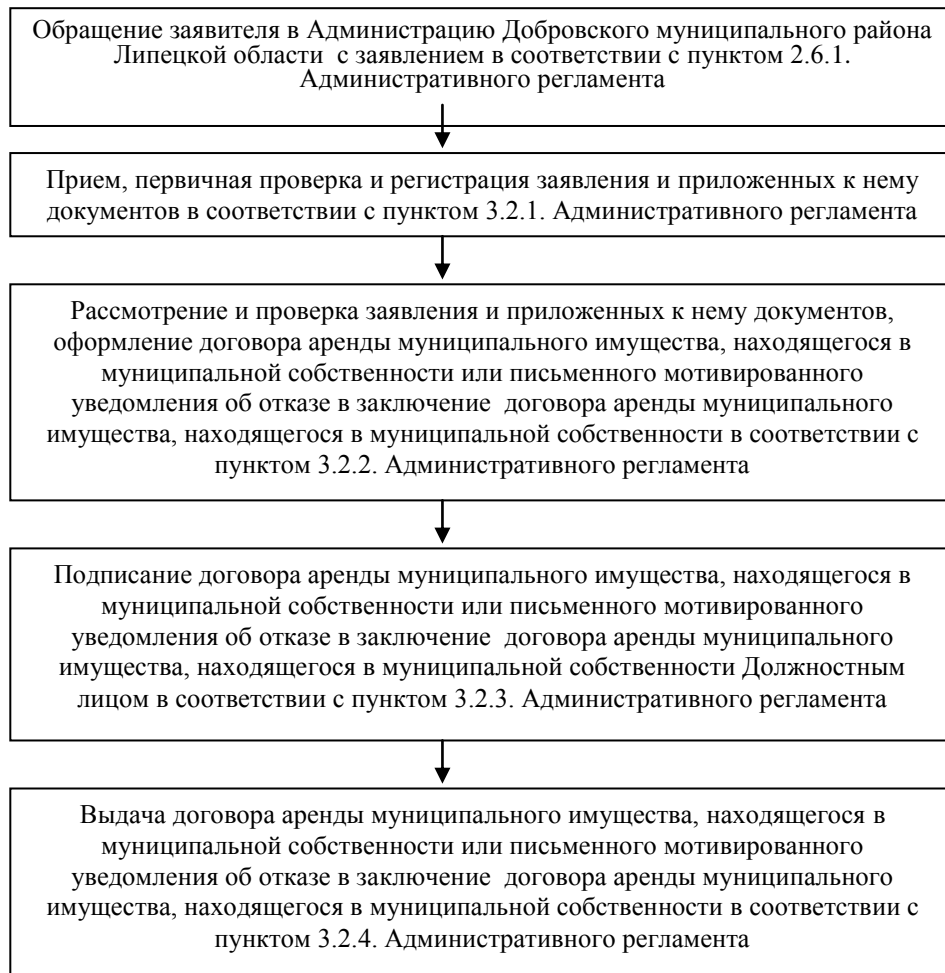 Обращение заявителя в Администрацию Добровского муниципального района
Липецкой области  с заявлением в соответствии с пунктом 2.6.1.
Административного регламента
Прием, первичная проверка и регистрация заявления и приложенных к нему
документов в соответствии с пунктом 3.2.1. Административного регламента
Рассмотрение и проверка заявления и приложенных к нему документов,
оформление договора аренды муниципального имущества, находящегося в
муниципальной собственности или письменного мотивированного
уведомления об отказе в заключение  договора аренды муниципального
имущества, находящегося в муниципальной собственности в соответствии с
пунктом 3.2.2. Административного регламента
Подписание договора аренды муниципального имущества, находящегося в
муниципальной собственности или письменного мотивированного
уведомления об отказе в заключение  договора аренды муниципального
имущества, находящегося в муниципальной собственности Должностным
лицом в соответствии с пунктом 3.2.3. Административного регламента
Выдача договора аренды муниципального имущества, находящегося в
муниципальной собственности или письменного мотивированного
уведомления об отказе в заключение  договора аренды муниципального
имущества, находящегося в муниципальной собственности в соответствии с
пунктом 3.2.4. Административного регламента